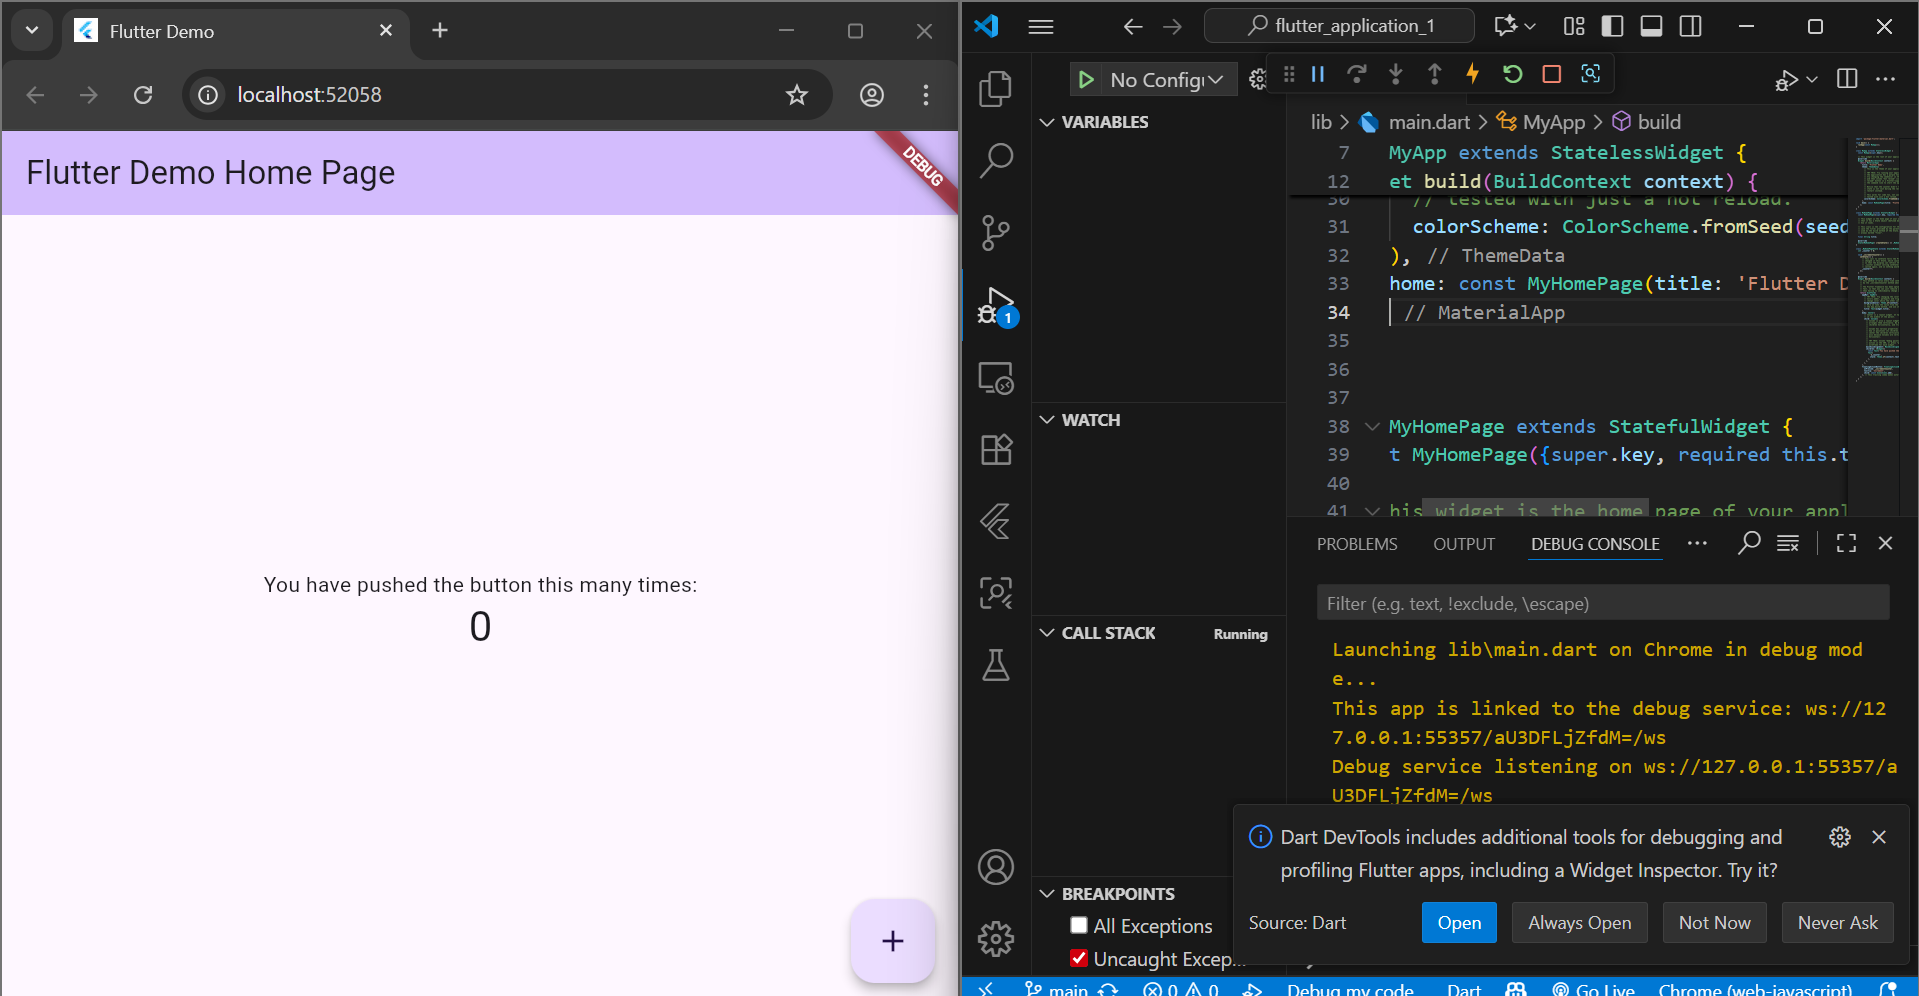 Flutter Demo
localhost:52058
Flutter Demo Home Page
DEBUG
You have pushed the button this many times:
0
+
flutter_application_1
No Config
VARIABLES
WATCH
CALL STACK
Running
BREAKPOINTS
All Exceptions
Uncaught Excep...
1
lib > main.dart > MyApp > build
7 MyApp extends StatelessWidget {
12 et build(BuildContext context) {
30 // tested with just a hot reload.
31 colorScheme: ColorScheme.fromSeed(seed
32 ), // ThemeData
33 home: const MyHomePage(title: 'Flutter D
34 // MaterialApp
35
36
37
38 MyHomePage extends StatefulWidget {
39 t MyHomePage({super.key, required this.t
40
41 his widget is the home page of your appl
PROBLEMS
OUTPUT
DEBUG CONSOLE
Filter (e.g. text, !exclude, \escape)
Launching lib\main.dart on Chrome in debug mod
e...
This app is linked to the debug service: ws://12
7.0.0.1:55357/aU3DFLjZfdM=/ws
Debug service listening on ws://127.0.0.1:55357/a
U3DFLjZfdM=/ws
Dart DevTools includes additional tools for debugging and
profiling Flutter apps, including a Widget Inspector. Try it?
Source: Dart
Open
Always Open
Not Now
Never Ask
main
0
0
Debug my code
Dart
Go Live
Chrome (web-javascript)